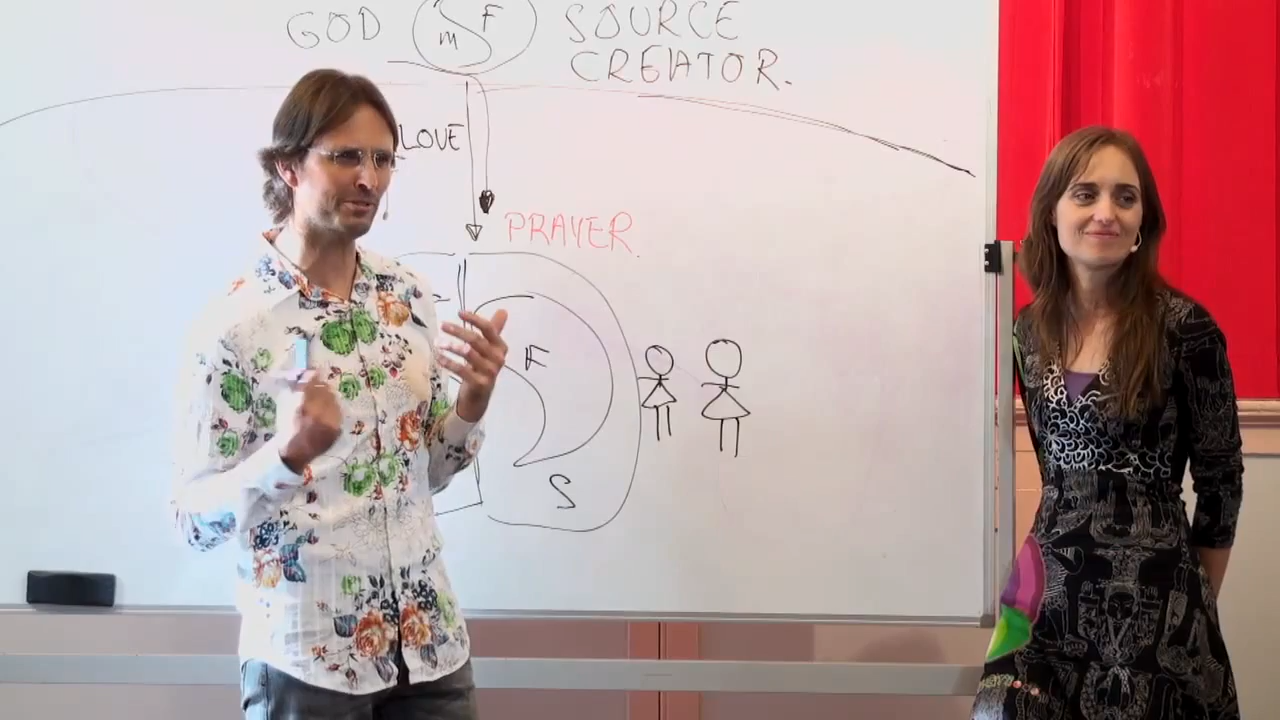 GOD m F SOURCE
CREATOR.
LOVE
PRAYER.
F
S